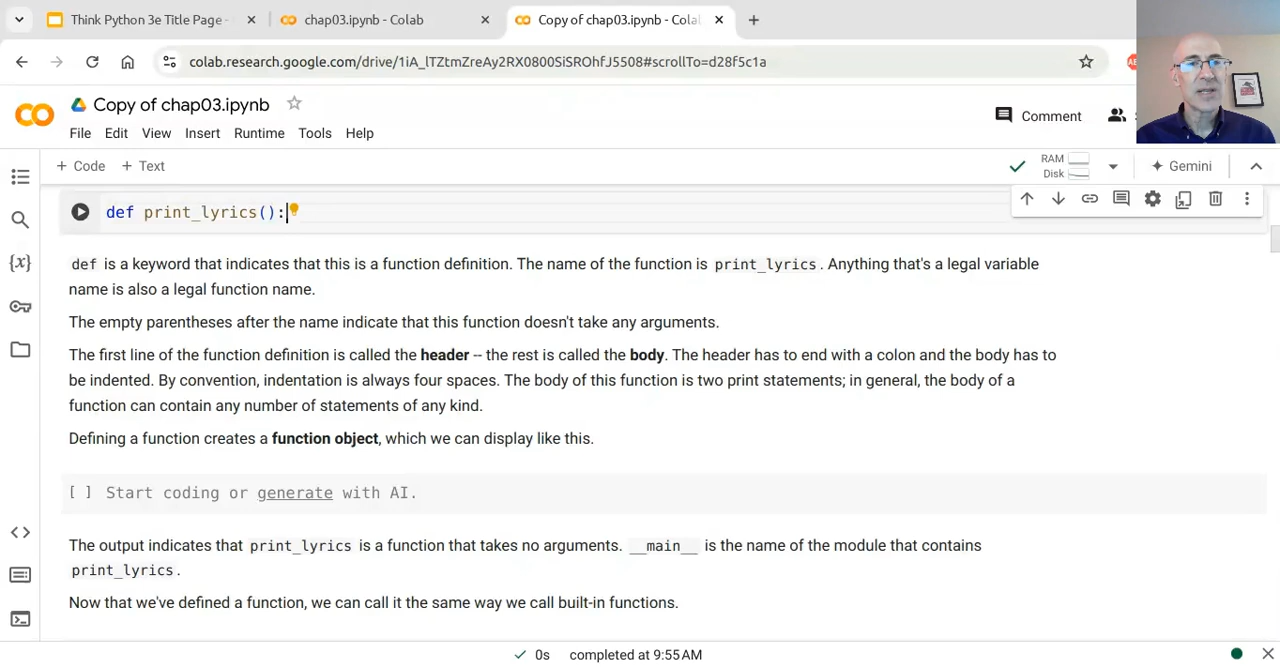 Think Python 3e Title Page -
chap03.ipynb - Colab
Copy of chap03.ipynb - Colab
colab.research.google.com/drive/1iA_lTZtmZreAy2RX0800SiSROhfJ5508#scrollTo=d28f5c1a
Copy of chap03.ipynb
File Edit View Insert Runtime Tools Help
Comment
+ Code + Text
RAM
Disk
Gemini
def print_lyrics():
def is a keyword that indicates that this is a function definition. The name of the function is print_lyrics. Anything that's a legal variable
name is also a legal function name.
The empty parentheses after the name indicate that this function doesn't take any arguments.
The first line of the function definition is called the header -- the rest is called the body. The header has to end with a colon and the body has to
be indented. By convention, indentation is always four spaces. The body of this function is two print statements; in general, the body of a
function can contain any number of statements of any kind.
Defining a function creates a function object, which we can display like this.
[ ] Start coding or generate with AI.
The output indicates that print_lyrics is a function that takes no arguments. __main__ is the name of the module that contains
print_lyrics.
Now that we've defined a function, we can call it the same way we call built-in functions.
0s completed at 9:55 AM